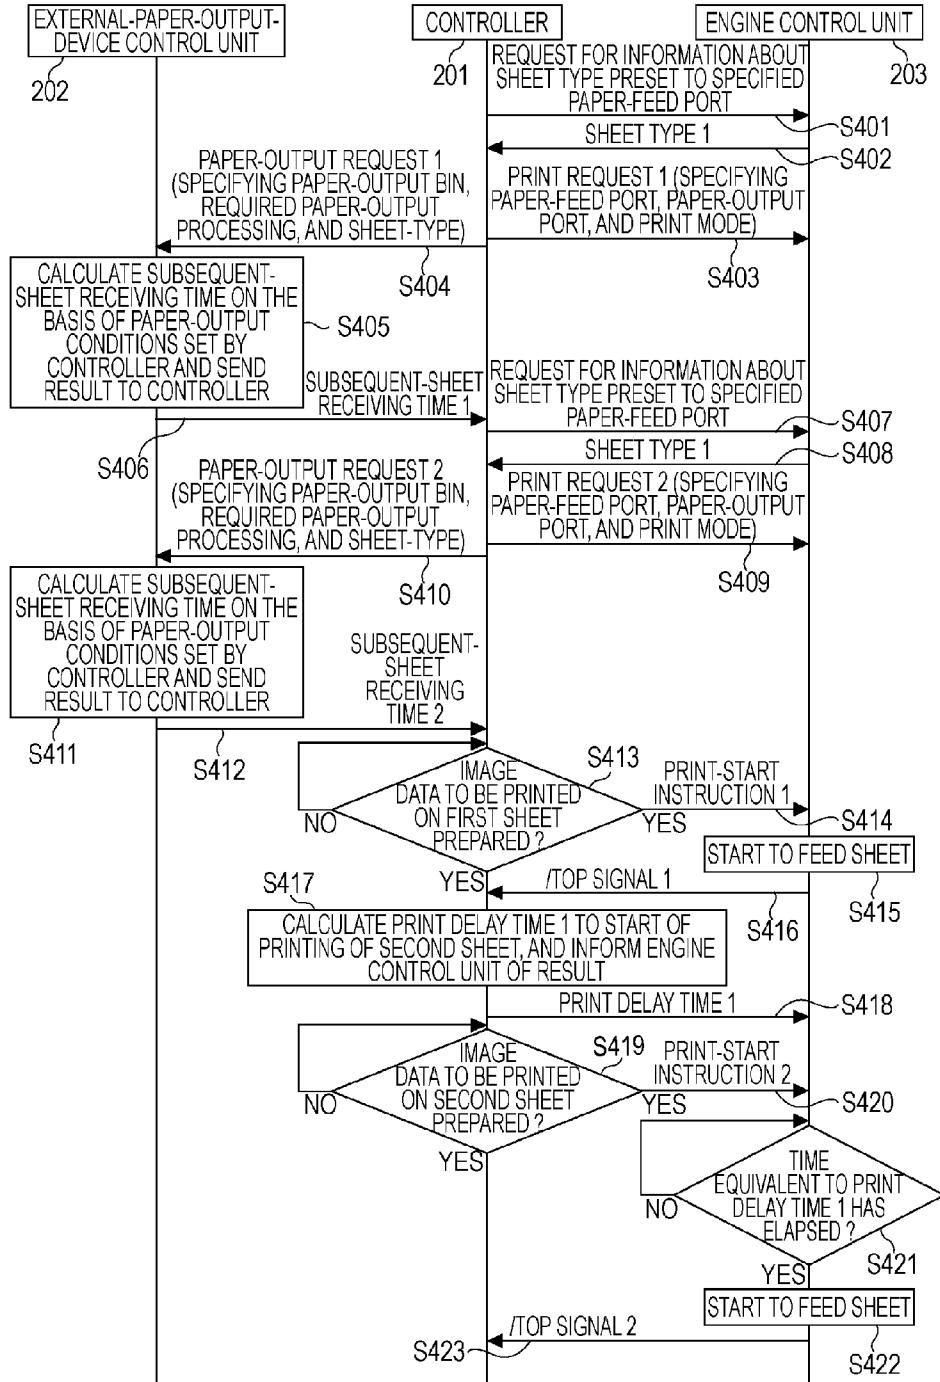 EXTERNAL-PAPER-OUTPUT-
DEVICE CONTROL UNIT
202
CONTROLLER
201
ENGINE CONTROL UNIT
203
REQUEST FOR INFORMATION ABOUT
SHEET TYPE PRESET TO SPECIFIED
PAPER-FEED PORT
S401
SHEET TYPE 1
S402
PAPER-OUTPUT REQUEST 1
(SPECIFYING PAPER-OUTPUT BIN,
REQUIRED PAPER-OUTPUT
PROCESSING, AND SHEET-TYPE)
S404
PRINT REQUEST 1 (SPECIFYING
PAPER-FEED PORT, PAPER-OUTPUT
PORT, AND PRINT MODE)
S403
CALCULATE SUBSEQUENT-
SHEET RECEIVING TIME ON THE
BASIS OF PAPER-OUTPUT
CONDITIONS SET BY
CONTROLLER AND SEND
RESULT TO CONTROLLER
S405
SUBSEQUENT-SHEET
RECEIVING TIME 1
S406
REQUEST FOR INFORMATION ABOUT
SHEET TYPE PRESET TO SPECIFIED
PAPER-FEED PORT
S407
SHEET TYPE 1
S408
PAPER-OUTPUT REQUEST 2
(SPECIFYING PAPER-OUTPUT BIN,
REQUIRED PAPER-OUTPUT
PROCESSING, AND SHEET-TYPE)
S410
PRINT REQUEST 2 (SPECIFYING
PAPER-FEED PORT, PAPER-OUTPUT
PORT, AND PRINT MODE)
S409
CALCULATE SUBSEQUENT-
SHEET RECEIVING TIME ON THE
BASIS OF PAPER-OUTPUT
CONDITIONS SET BY
CONTROLLER AND SEND
RESULT TO CONTROLLER
S411
SUBSEQUENT-
SHEET
RECEIVING
TIME 2
S412
IMAGE
DATA TO BE PRINTED
ON FIRST SHEET
PREPARED ?
S413
NO
YES
YES
PRINT-START
INSTRUCTION 1
S414
START TO FEED SHEET
S415
/TOP SIGNAL 1
S416
S417
CALCULATE PRINT DELAY TIME 1 TO START OF
PRINTING OF SECOND SHEET, AND INFORM ENGINE
CONTROL UNIT OF RESULT
PRINT DELAY TIME 1
S418
IMAGE
DATA TO BE PRINTED
ON SECOND SHEET
PREPARED ?
S419
NO
YES
YES
PRINT-START
INSTRUCTION 2
S420
TIME
EQUIVALENT TO PRINT
DELAY TIME 1 HAS
ELAPSED ?
NO
S421
YES
START TO FEED SHEET
S422
/TOP SIGNAL 2
S423